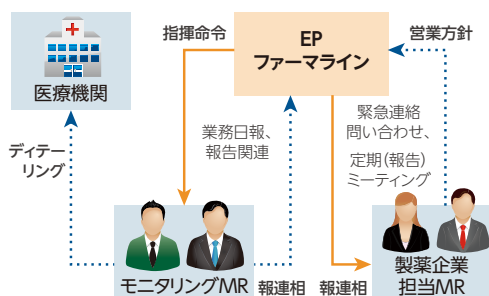 指揮命令
EP
ファーマライン
営業方針
医療機関
ディテー
リング
業務日報、
報告関連
緊急連絡
問い合わせ、
定期(報告)
ミーティング
モニタリングMR
報連相
報連相
製薬企業
担当MR